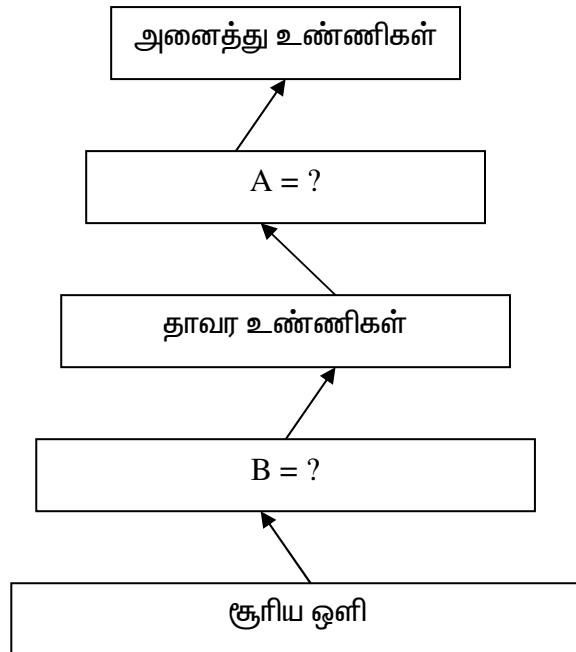 அனைத்து உண்ணிகள்
A = ?
தாவர உண்ணிகள்
B = ?
சூரிய ஒளி